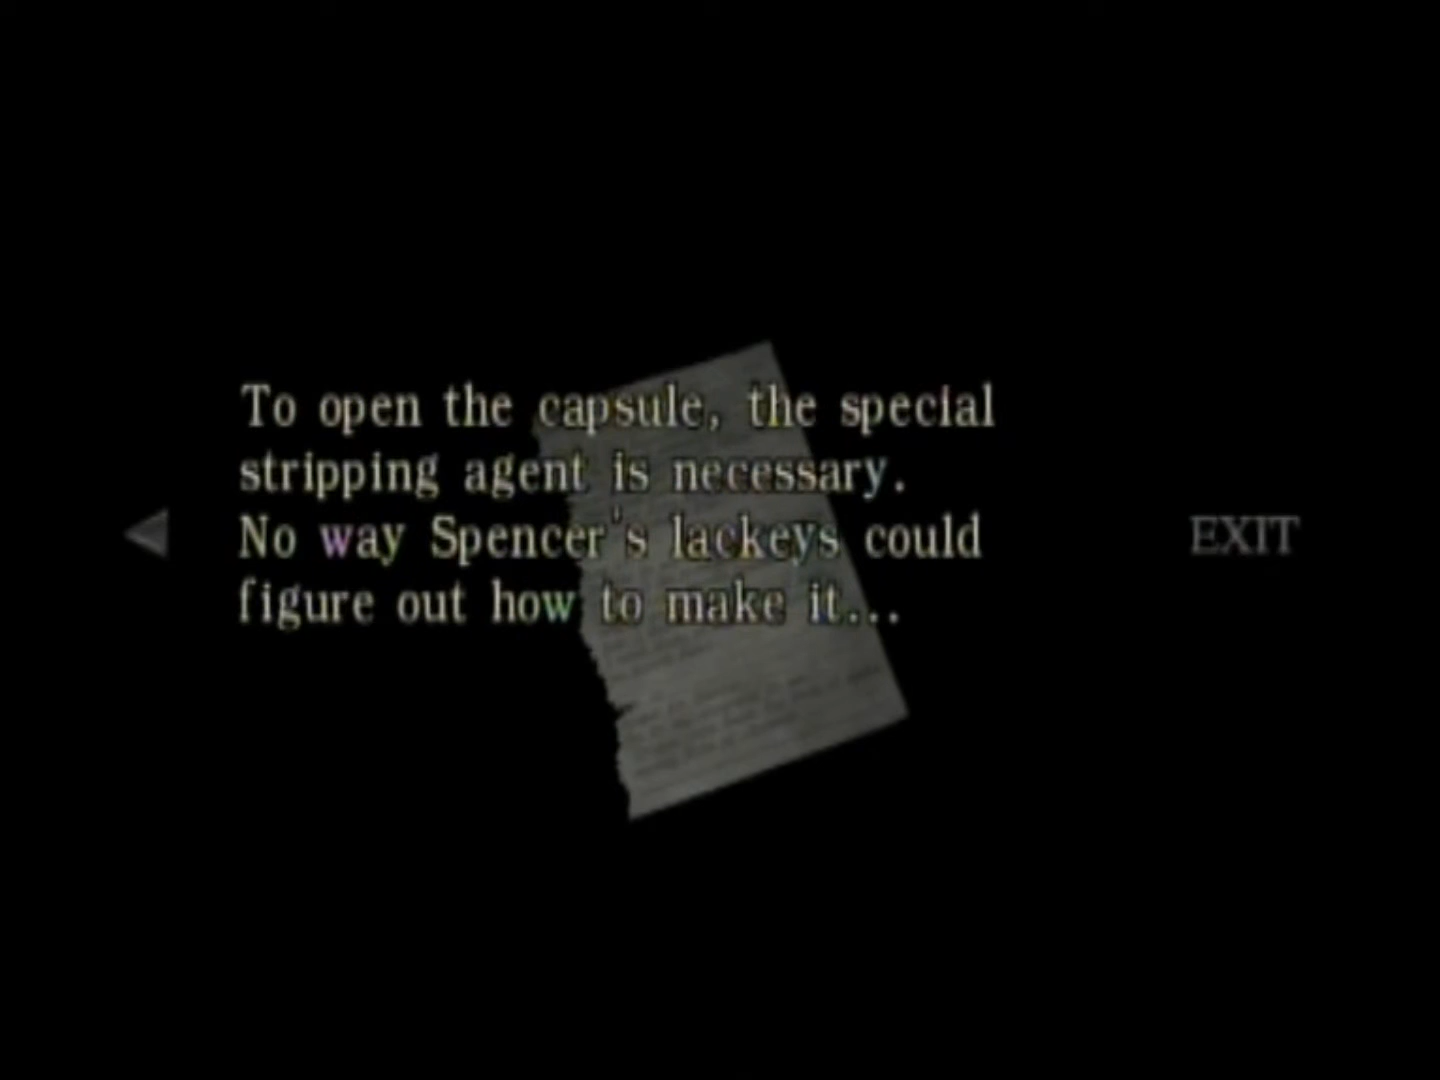 To open the capsule, the special
stripping agent is necessary.
No way Spencer's lackeys could
figure out how to make it...
EXIT